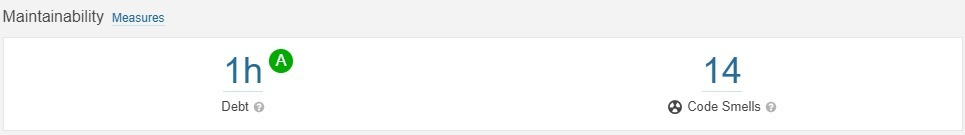 Maintainability Measures
1h A 14
Debt ? Code Smells ?